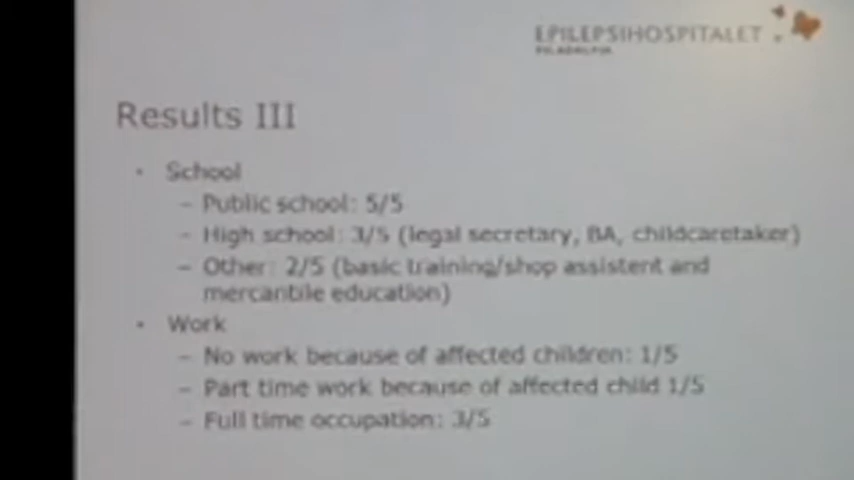 EPILEPSIHOSPITALET
PHILADELPHIA
Results III
• School
– Public school: 5/5
– High school: 3/5 (legal secretary, BA, childcaretaker)
– Other: 2/5 (basic training/shop assistent and
mercantile education)
• Work
– No work because of affected children: 1/5
– Part time work because of affected child 1/5
– Full time occupation: 3/5